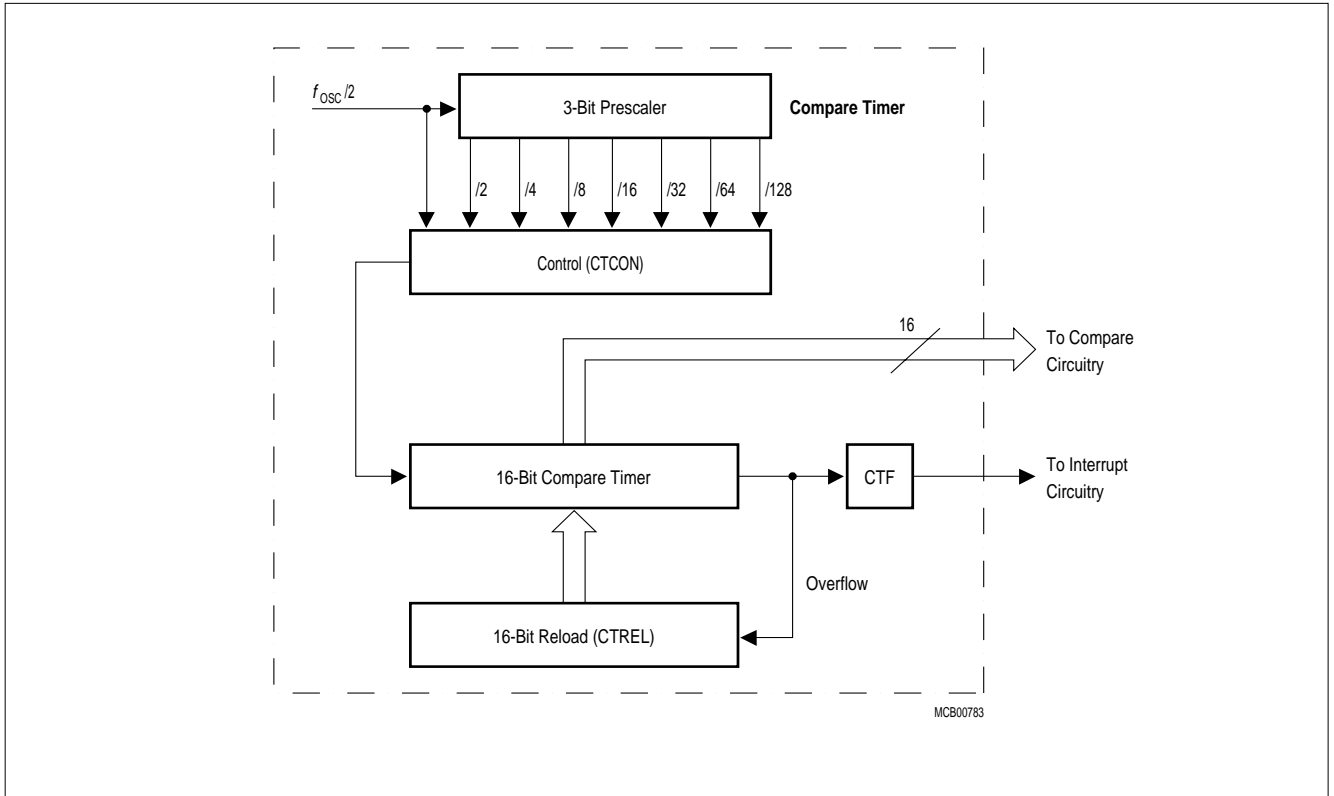 f OSC /2
3-Bit Prescaler
Compare Timer
/2 /4 /8 /16 /32 /64 /128
Control (CTCON)
16
To Compare
Circuitry
16-Bit Compare Timer
CTF
To Interrupt
Circuitry
Overflow
16-Bit Reload (CTREL)
MCB00783